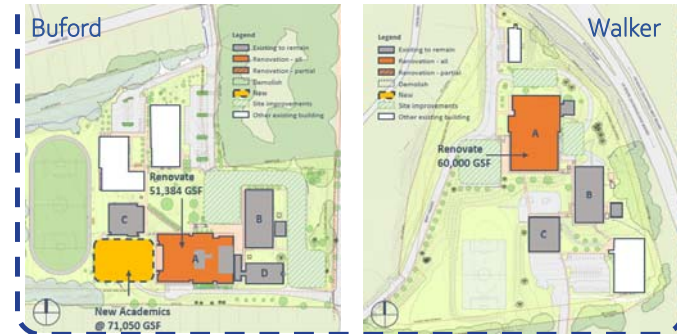 Buford
Legend
Existing to remain
Renovation - all
Renovation - partial
Demolish
New
Site improvements
Other existing building
Renovate
51,384 GSF
C
B
A
D
New Academics
@ 71,050 GSF
Walker
Legend
Existing to remain
Renovation - all
Renovation - partial
Demolish
New
Site improvements
Other existing building
A
Renovate
60,000 GSF
B
C